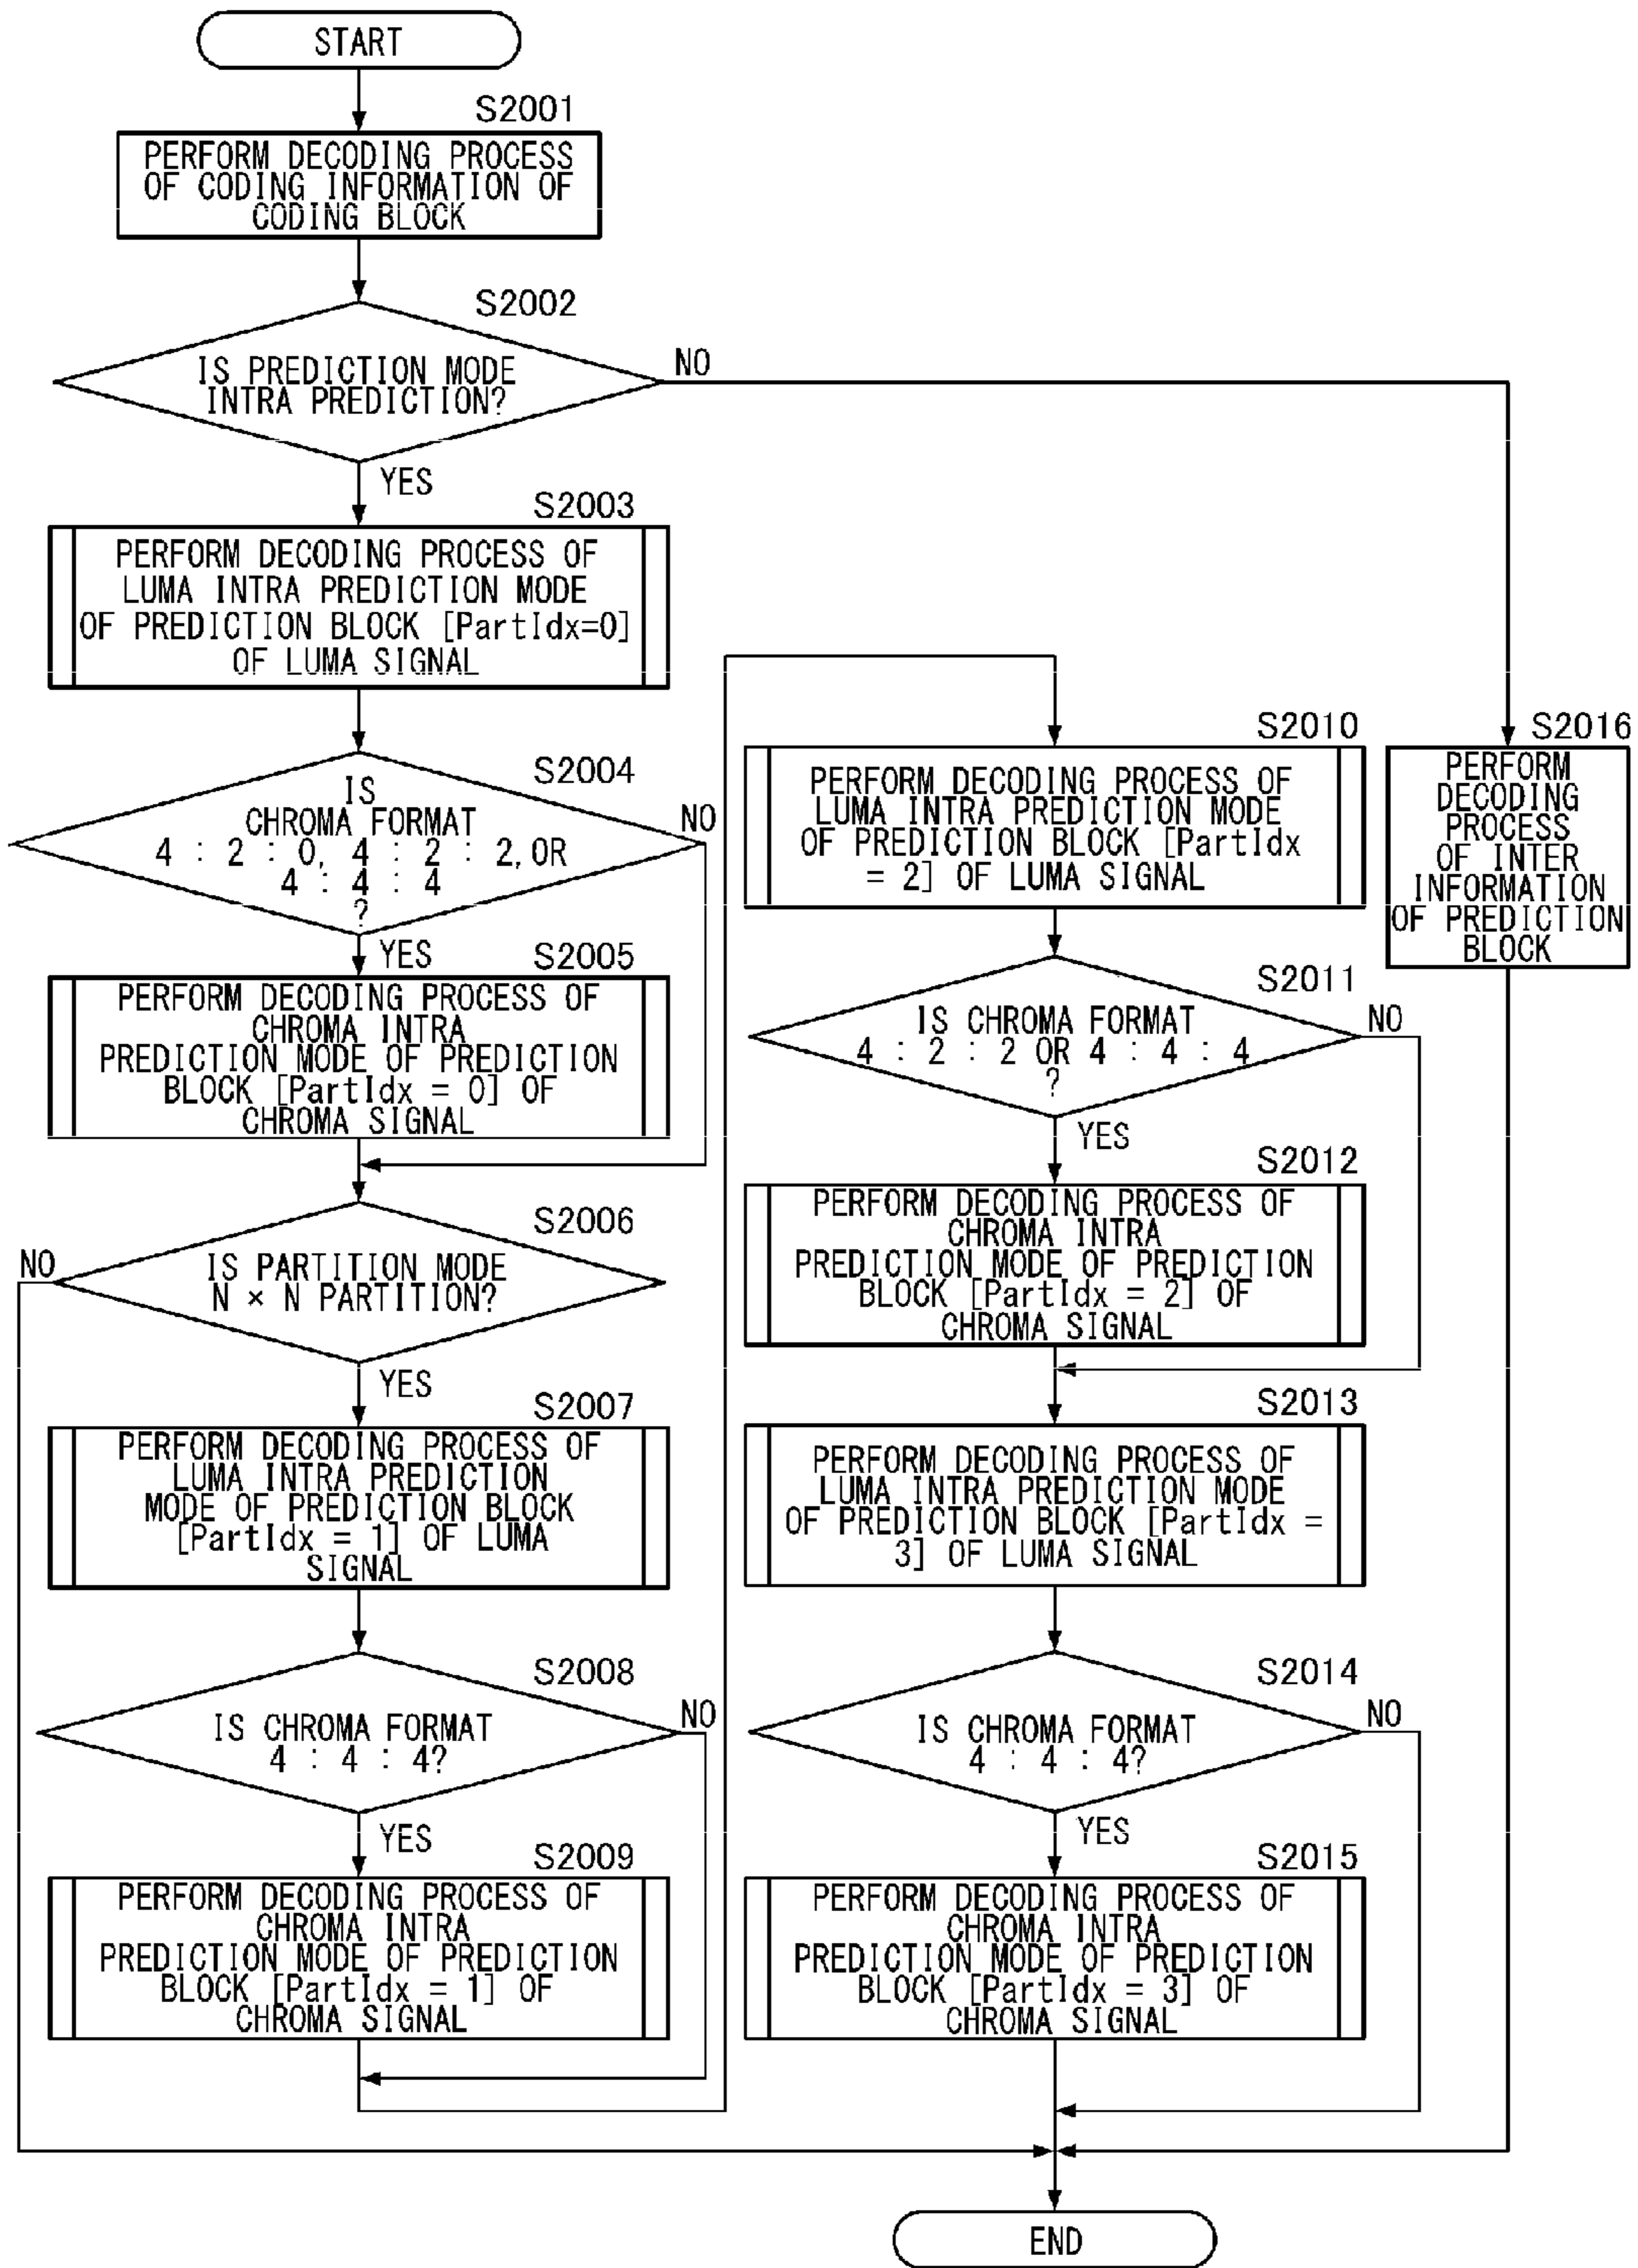 START
S2001
PERFORM DECODING PROCESS
OF CODING INFORMATION OF
CODING BLOCK
S2002
IS PREDICTION MODE
INTRA PREDICTION?
NO
YES
S2003
PERFORM DECODING PROCESS OF
LUMA INTRA PREDICTION MODE
OF PREDICTION BLOCK [PartIdx=0]
OF LUMA SIGNAL
S2004
IS
CHROMA FORMAT
4 : 2 : 0, 4 : 2 : 2, OR
4 : 4 : 4
?
NO
YES
S2005
PERFORM DECODING PROCESS OF
CHROMA INTRA
PREDICTION MODE OF PREDICTION
BLOCK [PartIdx = 0] OF
CHROMA SIGNAL
S2006
IS PARTITION MODE
N × N PARTITION?
NO
YES
S2007
PERFORM DECODING PROCESS OF
LUMA INTRA PREDICTION
MODE OF PREDICTION BLOCK
[PartIdx = 1] OF LUMA
SIGNAL
S2008
IS CHROMA FORMAT
4 : 4 : 4?
NO
YES
S2009
PERFORM DECODING PROCESS OF
CHROMA INTRA
PREDICTION MODE OF PREDICTION
BLOCK [PartIdx = 1] OF
CHROMA SIGNAL
S2010
PERFORM DECODING PROCESS OF
LUMA INTRA PREDICTION MODE
OF PREDICTION BLOCK [PartIdx
= 2] OF LUMA SIGNAL
S2011
IS CHROMA FORMAT
4 : 2 : 2 OR 4 : 4 : 4
?
NO
YES
S2012
PERFORM DECODING PROCESS OF
CHROMA INTRA
PREDICTION MODE OF PREDICTION
BLOCK [PartIdx = 2] OF
CHROMA SIGNAL
S2013
PERFORM DECODING PROCESS OF
LUMA INTRA PREDICTION MODE
OF PREDICTION BLOCK [PartIdx =
3] OF LUMA SIGNAL
S2014
IS CHROMA FORMAT
4 : 4 : 4?
NO
YES
S2015
PERFORM DECODING PROCESS OF
CHROMA INTRA
PREDICTION MODE OF PREDICTION
BLOCK [PartIdx = 3] OF
CHROMA SIGNAL
S2016
PERFORM
DECODING
PROCESS
OF INTER
INFORMATION
OF PREDICTION
BLOCK
END